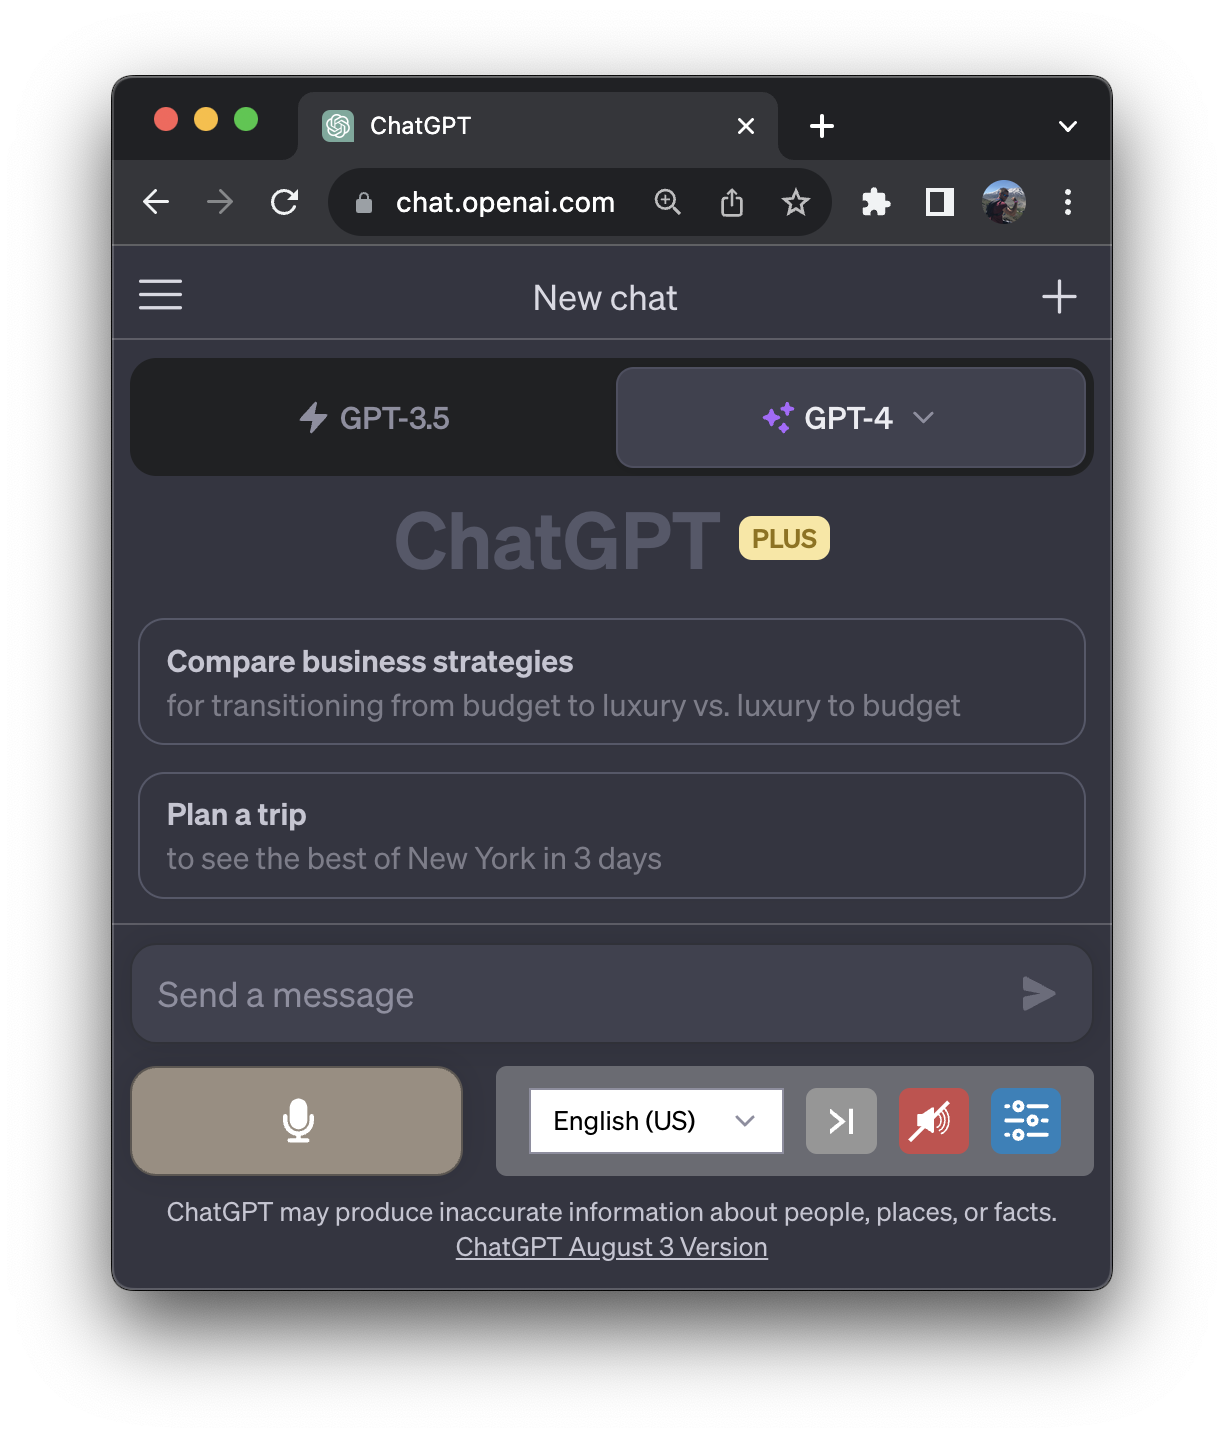 ChatGPT
chat.openai.com
New chat
GPT-3.5
GPT-4
ChatGPT PLUS
Compare business strategies
for transitioning from budget to luxury vs. luxury to budget
Plan a trip
to see the best of New York in 3 days
Send a message
English (US)
ChatGPT may produce inaccurate information about people, places, or facts.
ChatGPT August 3 Version